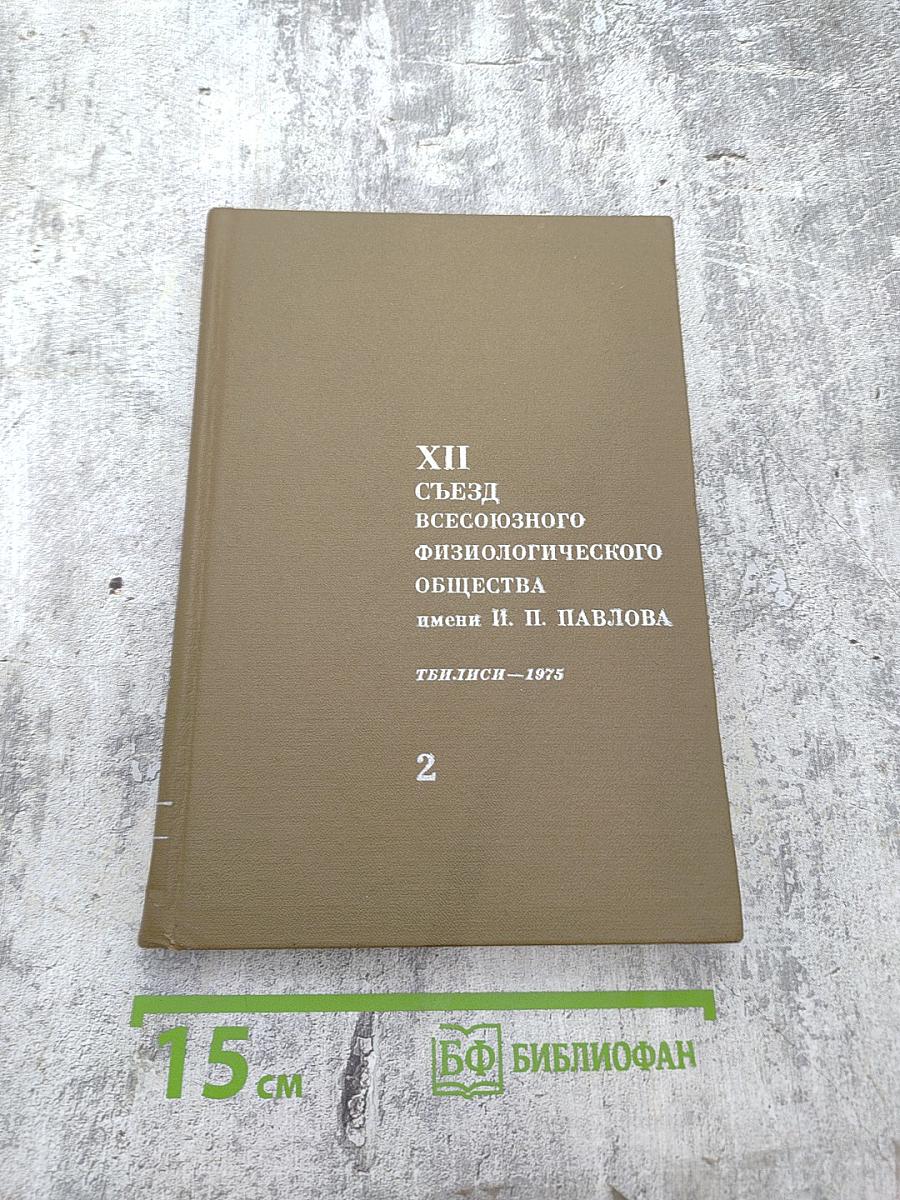 XII
СЪЕЗД
ВСЕСОЮЗНОГО
ФИЗИОЛОГИЧЕСКОГО
ОБЩЕСТВА
имени И. П. ПАВЛОВА
ТБИЛИСИ—1975
2
15 см
БФ БИБЛИОФАН